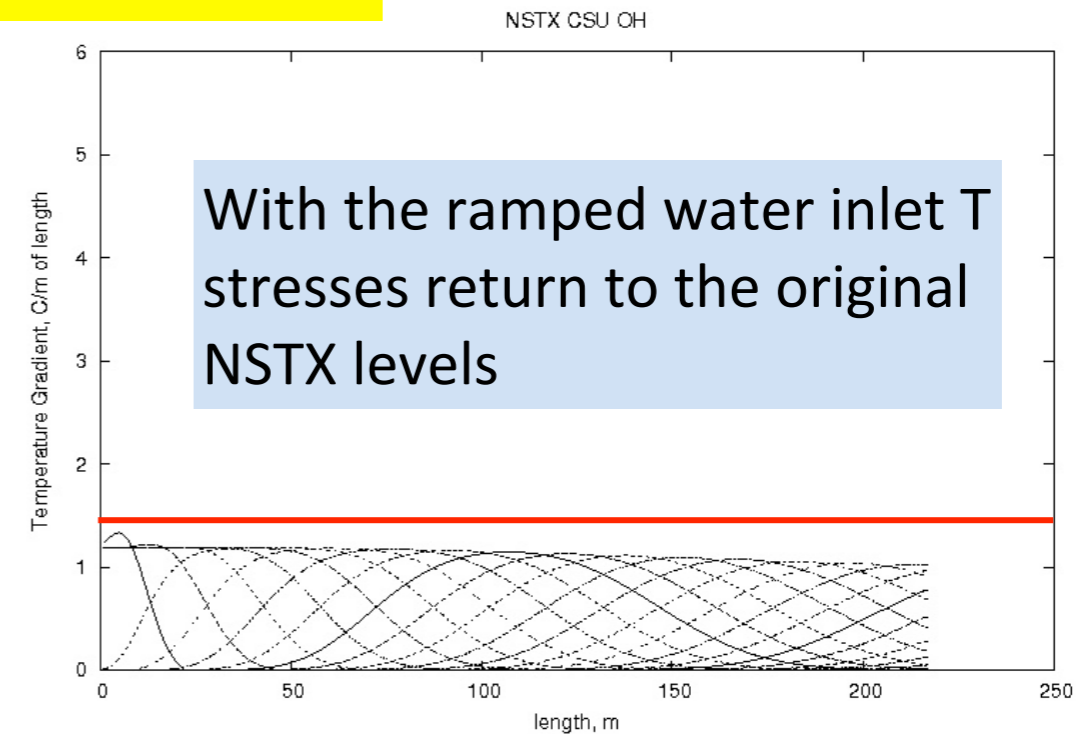 NSTX CSU OH
6
5
4
3
2
1
0
Temperature Gradient, C/m of length
With the ramped water inlet T
stresses return to the original
NSTX levels
0 50 100 150 200 250
length, m